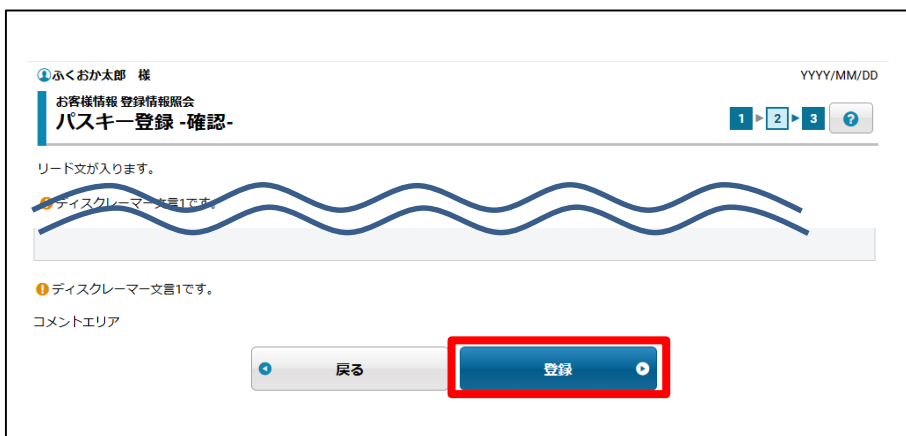 ふくおか太郎 様
YYYY/MM/DD
お客様情報 登録情報照会
パスキー登録 -確認-
1 2 3 ?
リード文が入ります。
ディスクレーマー文言1です。
ディスクレーマー文言1です。
コメントエリア
戻る
登録